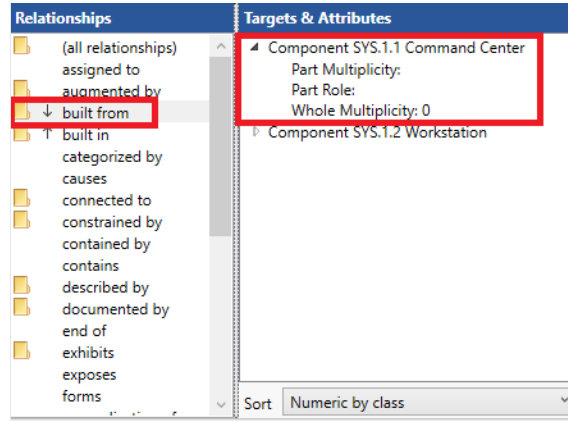 Relationships
(all relationships)
assigned to
augmented by
↓ built from
↑ built in
categorized by
causes
connected to
constrained by
contained by
contains
described by
documented by
end of
exhibits
exposes
forms
Targets & Attributes
Component SYS.1.1 Command Center
Part Multiplicity:
Part Role:
Whole Multiplicity: 0
Component SYS.1.2 Workstation
Sort Numeric by class